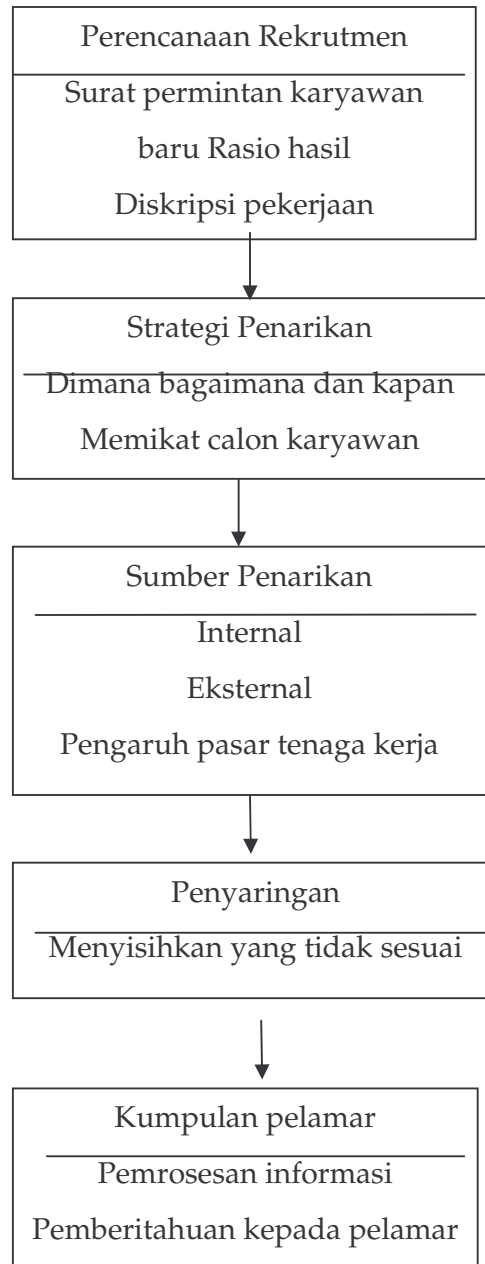 Perencanaan Rekrutmen
Surat permintan karyawan
baru Rasio hasil
Diskripsi pekerjaan
Strategi Penarikan
Dimana bagaimana dan kapan
Memikat calon karyawan
Sumber Penarikan
Internal
Eksternal
Pengaruh pasar tenaga kerja
Penyaringan
Menyisihkan yang tidak sesuai
Kumpulan pelamar
Pemrosesan informasi
Pemberitahuan kepada pelamar